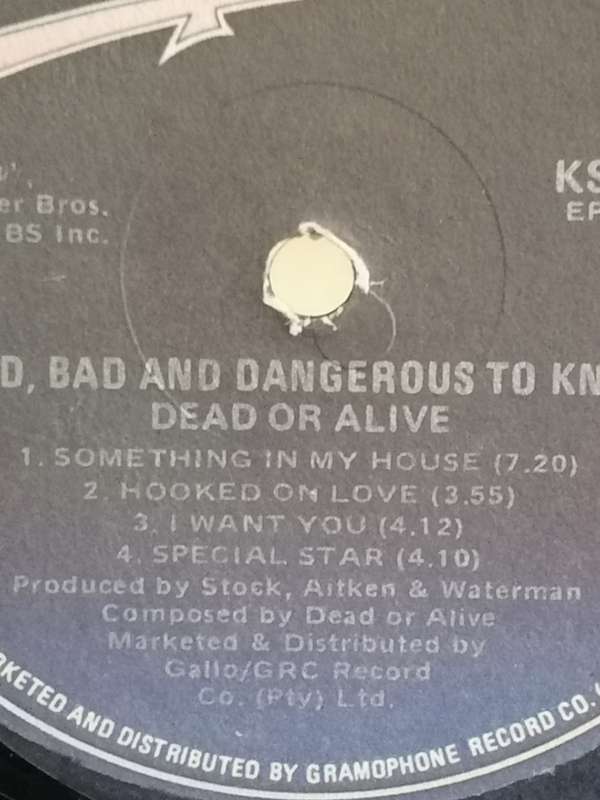 KS
er Bros.
EP
BS Inc.
D, BAD AND DANGEROUS TO KN
DEAD OR ALIVE
1. SOMETHING IN MY HOUSE (7.20)
2. HOOKED ON LOVE (3.55)
3. I WANT YOU (4.12)
4. SPECIAL STAR (4.10)
Produced by Stock, Aitken & Waterman
Composed by Dead or Alive
Marketed & Distributed by
Gallo/GRC Record
Co. (Pty) Ltd.
RKETED AND DISTRIBUTED BY GRAMOPHONE RECORD CO.